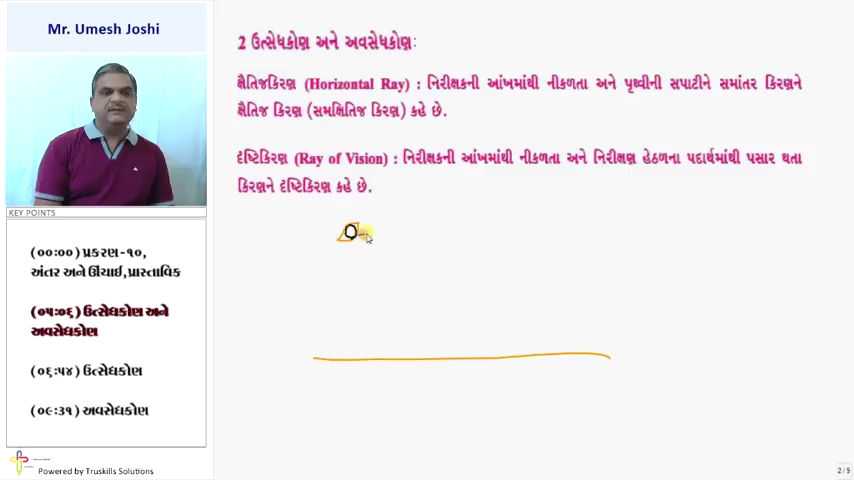 Mr. Umesh Joshi
KEY POINTS
(૦૦:૦૦) પ્રકરણ-૧૦,
અંતર અને ઊંચાઈ,પ્રાસ્તાવિક
(૦૫:૦૬) ઉત્સેધકોણ અને
અવસેધકોણ
(૦૬:૫૪) ઉત્સેધકોણ
(૦૯:૩૧) અવસેધકોણ
Powered by Truskills Solutions
2 ઉત્સેધકોણ અને અવસેધકોણ:
ક્ષૈતિજકિરણ (Horizontal Ray) : નિરીક્ષકની આંખમાંથી નીકળતા અને પૃથ્વીની સપાટીને સમાંતર કિરણને
ક્ષૈતિજ કિરણ (સમક્ષિતિજ કિરણ) કહે છે.
દ્દષ્ટિકિરણ (Ray of Vision) : નિરીક્ષકની આંખમાંથી નીકળતા અને નિરીક્ષણ હેઠળના પદાર્થમાંથી પસાર થતા
કિરણને દ્દષ્ટિકિરણ કહે છે.
O
2 / 9